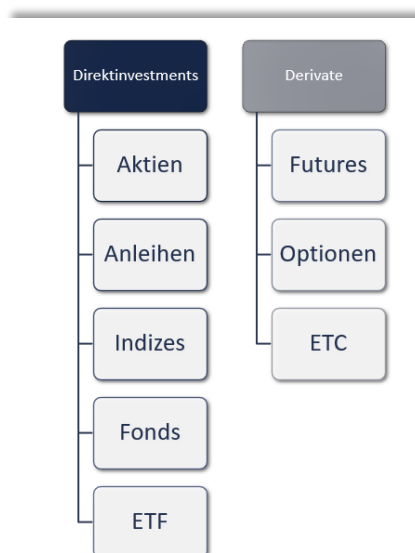 Direktinvestments
Derivate
Aktien
Futures
Anleihen
Optionen
Indizes
ETC
Fonds
ETF